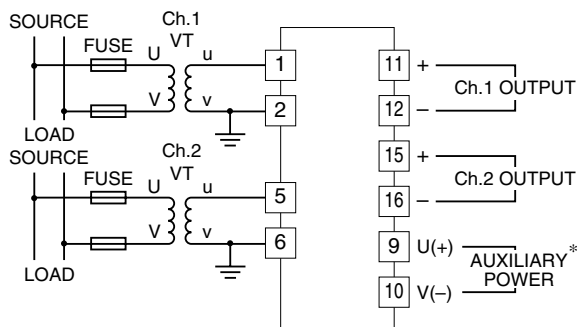 SOURCE
Ch.1
VT
FUSE
U
u
1
11
+
Ch.1 OUTPUT
V
v
2
12
–
LOAD
SOURCE
Ch.2
VT
FUSE
U
u
5
15
+
Ch.2 OUTPUT
16
–
V
v
6
9
U(+)
AUXILIARY*
POWER
LOAD
10
V(–)